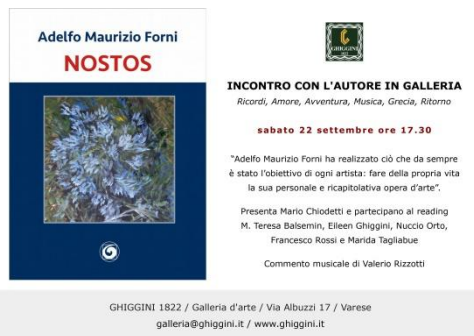 Adelfo Maurizio Forni
NOSTOS
GHIGGINI
1822
INCONTRO CON L'AUTORE IN GALLERIA
Ricordi, Amore, Avventura, Musica, Grecia, Ritorno
sabato 22 settembre ore 17.30
“Adelfo Maurizio Forni ha realizzato ciò che da sempre
è stato l'obiettivo di ogni artista: fare della propria vita
la sua personale e ricapitolativa opera d'arte”.
Presenta Mario Chiodetti e partecipano al reading
M. Teresa Balsemin, Eileen Ghiggini, Nuccio Orto,
Francesco Rossi e Marida Tagliabue
Commento musicale di Valerio Rizzotti
GHIGGINI 1822 / Galleria d'arte / Via Albuzzi 17 / Varese
galleria@ghiggini.it / www.ghiggini.it